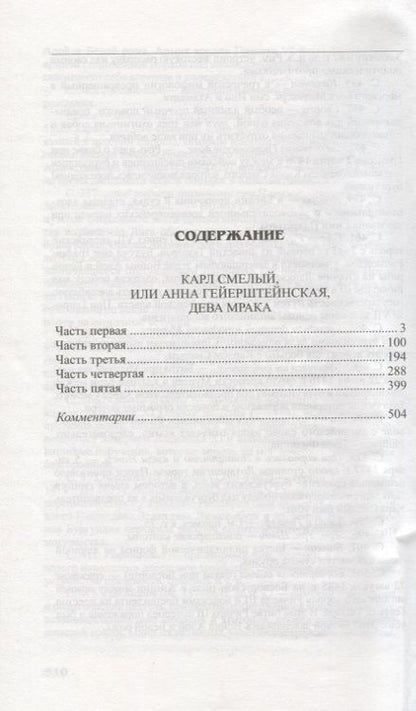 СОДЕРЖАНИЕ
КАРЛ СМЕЛЫЙ,
ИЛИ АННА ГЕЙЕРШТЕЙНСКАЯ,
ДЕВА МРАКА
Часть первая ........ 3
Часть вторая ........ 100
Часть третья ........ 194
Часть четвертая ........ 288
Часть пятая ........ 399
Комментарии ........ 504